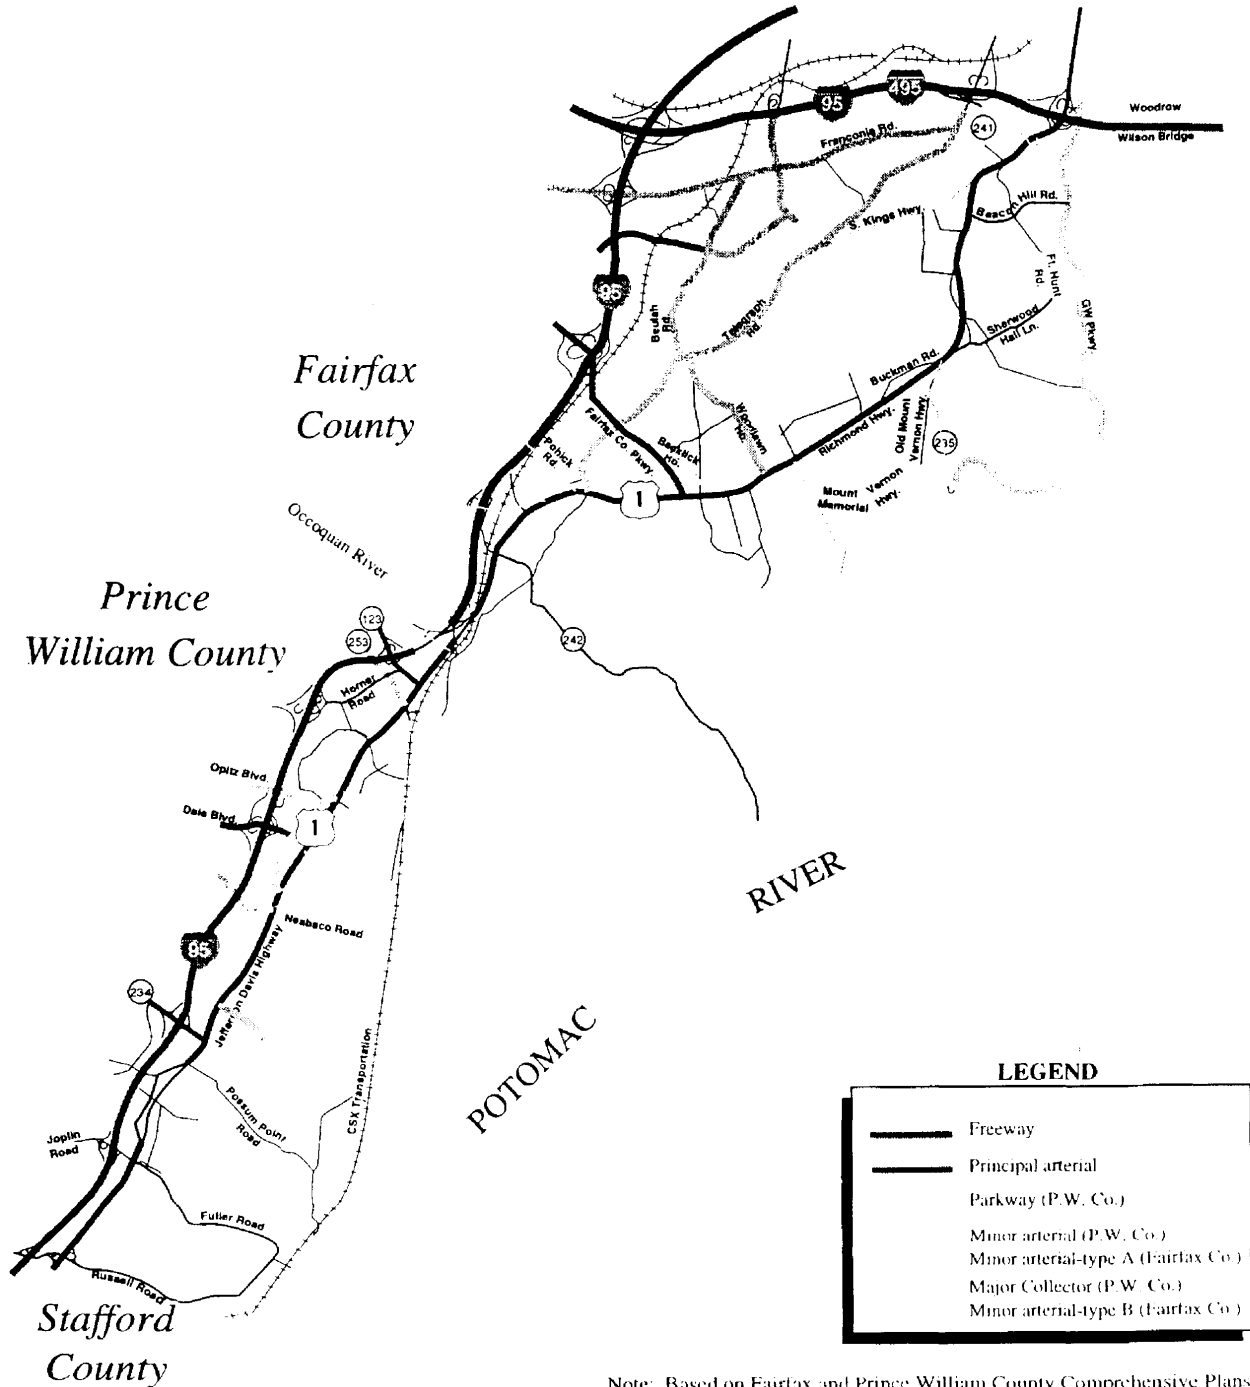 95
495
Woodrow
Wilson Bridge
241
Franconia Rd.
Beacon Hill Rd.
S. Kings Hwy.
Ft. Hunt
Rd.
95
GW Pkwy.
Beulah
Rd.
Telegraph
Rd.
Sherwood
Hall Ln.
Fairfax
County
Buckman Rd.
Richmond Hwy.
Old Mount
Vernon Hwy.
235
Woodlawn
Rd.
Backlick
Rd.
Fairfax Co. Pkwy.
Pohick
Rd.
Mount Vernon
Memorial Hwy.
1
Occoquan River
Prince
William County
123
253
242
Horner
Road
Opitz Blvd.
Dale Blvd.
1
RIVER
Neabsco Road
95
Jefferson Davis Highway
234
POTOMAC
CSX Transportation
Possum Point
Road
Joplin
Road
Fuller Road
Russell Road
Stafford
County
LEGEND
Freeway
Principal arterial
Parkway (P.W. Co.)
Minor arterial (P.W. Co.)
Minor arterial-type A (Fairfax Co.)
Major Collector (P.W. Co.)
Minor arterial-type B (Fairfax Co.)
Note: Based on Fairfax and Prince William County Comprehensive Plans